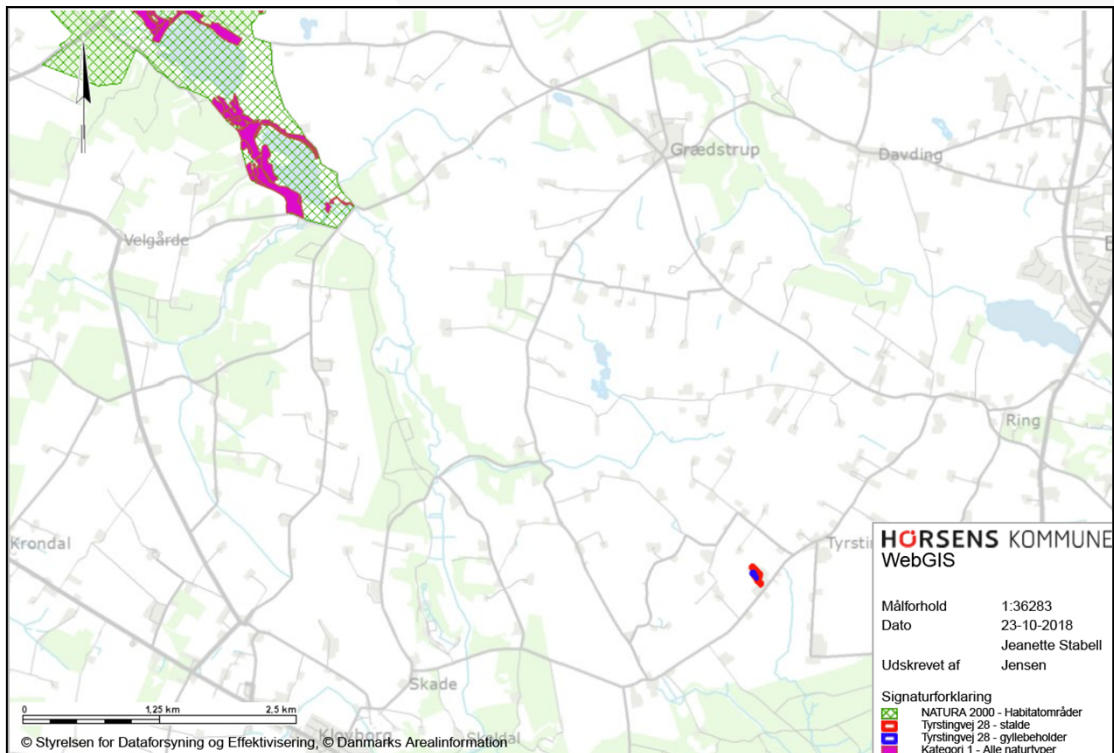 Grædstrup
Davding
Velgårde
Ring
Krondal
Skade
Klovborg
Skeldal
HORSENS KOMMUNE
WebGIS
Målforhold 1:36283
Dato 23-10-2018
Jeanette Stabell
Udskrevet af Jensen
Signaturforklaring
NATURA 2000 - Habitatområder
Tyrstingvej 28 - stalde
Tyrstingvej 28 - gyllebeholder
Kategori 1 - Alle naturtyper
0 1,25 km 2,5 km
© Styrelsen for Dataforsyning og Effektivisering, © Danmarks Arealinformation